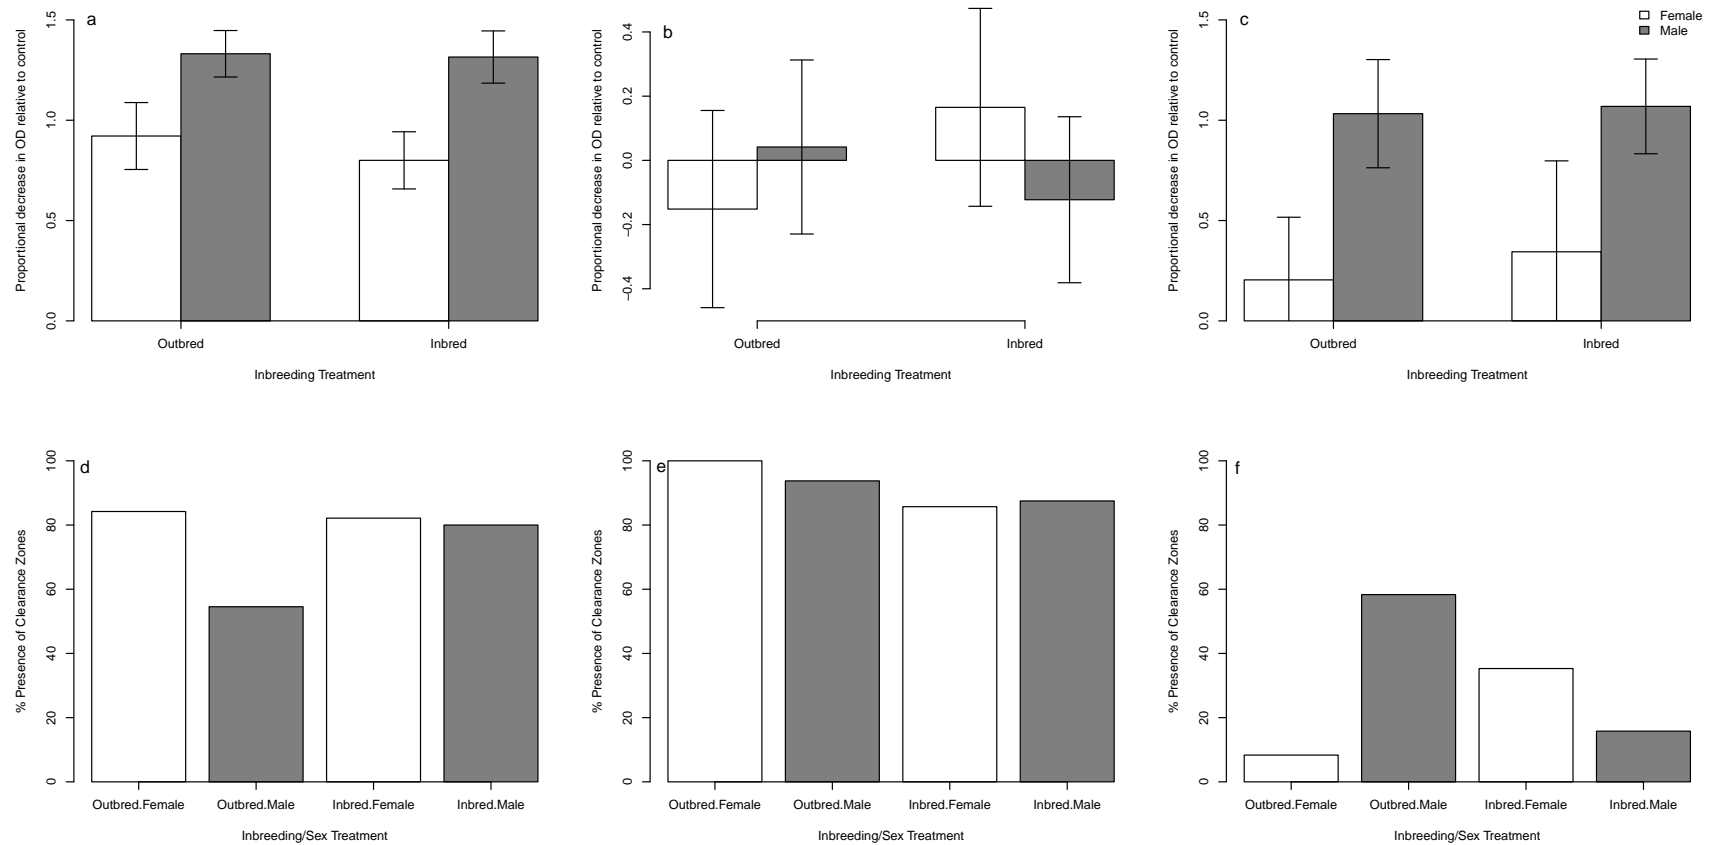 a
Proportional decrease in OD relative to control
1.5
1.0
0.5
0.0
Outbred
Inbred
Inbreeding Treatment
b
Proportional decrease in OD relative to control
0.4
0.2
0.0
−0.2
−0.4
Outbred
Inbred
Inbreeding Treatment
c
Female
Male
Proportional decrease in OD relative to control
1.5
1.0
0.5
0.0
Outbred
Inbred
Inbreeding Treatment
d
% Presence of Clearance Zones
100
80
60
40
20
0
Outbred.Female
Outbred.Male
Inbred.Female
Inbred.Male
Inbreeding/Sex Treatment
e
% Presence of Clearance Zones
100
80
60
40
20
0
Outbred.Female
Outbred.Male
Inbred.Female
Inbred.Male
Inbreeding/Sex Treatment
f
% Presence of Clearance Zones
100
80
60
40
20
0
Outbred.Female
Outbred.Male
Inbred.Female
Inbred.Male
Inbreeding/Sex Treatment